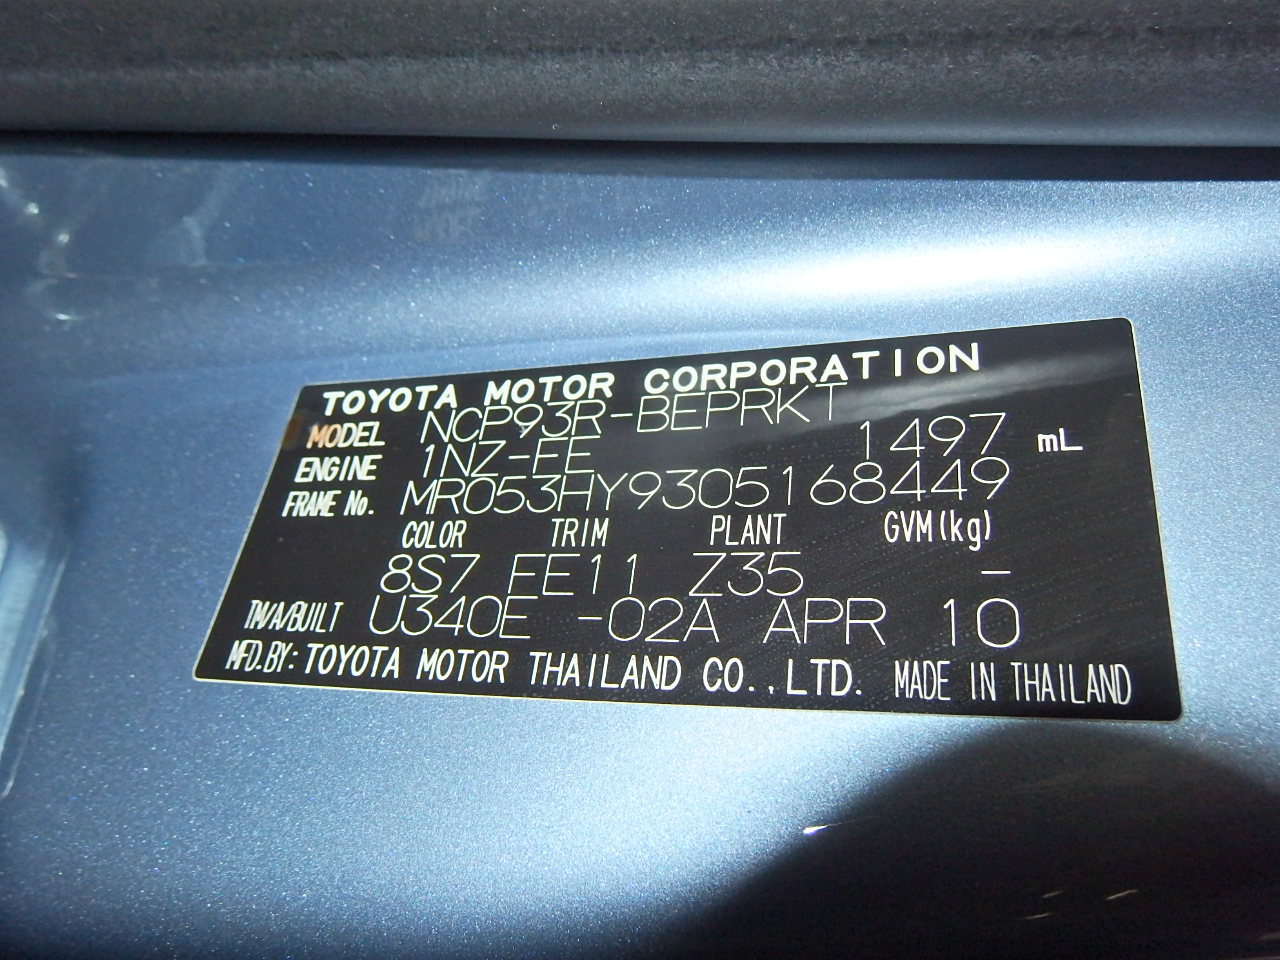 TOYOTA MOTOR CORPORATION
MODEL NCP93R-BEPRKT
ENGINE 1NZ-FE 1497 mL
FRAME No. MR053HY9305168449
COLOR TRIM PLANT GVM(kg)
8S7 FE11 Z35 -
TM/A/BUILT U340E -02A APR 10
MFD.BY: TOYOTA MOTOR THAILAND CO.,LTD. MADE IN THAILAND